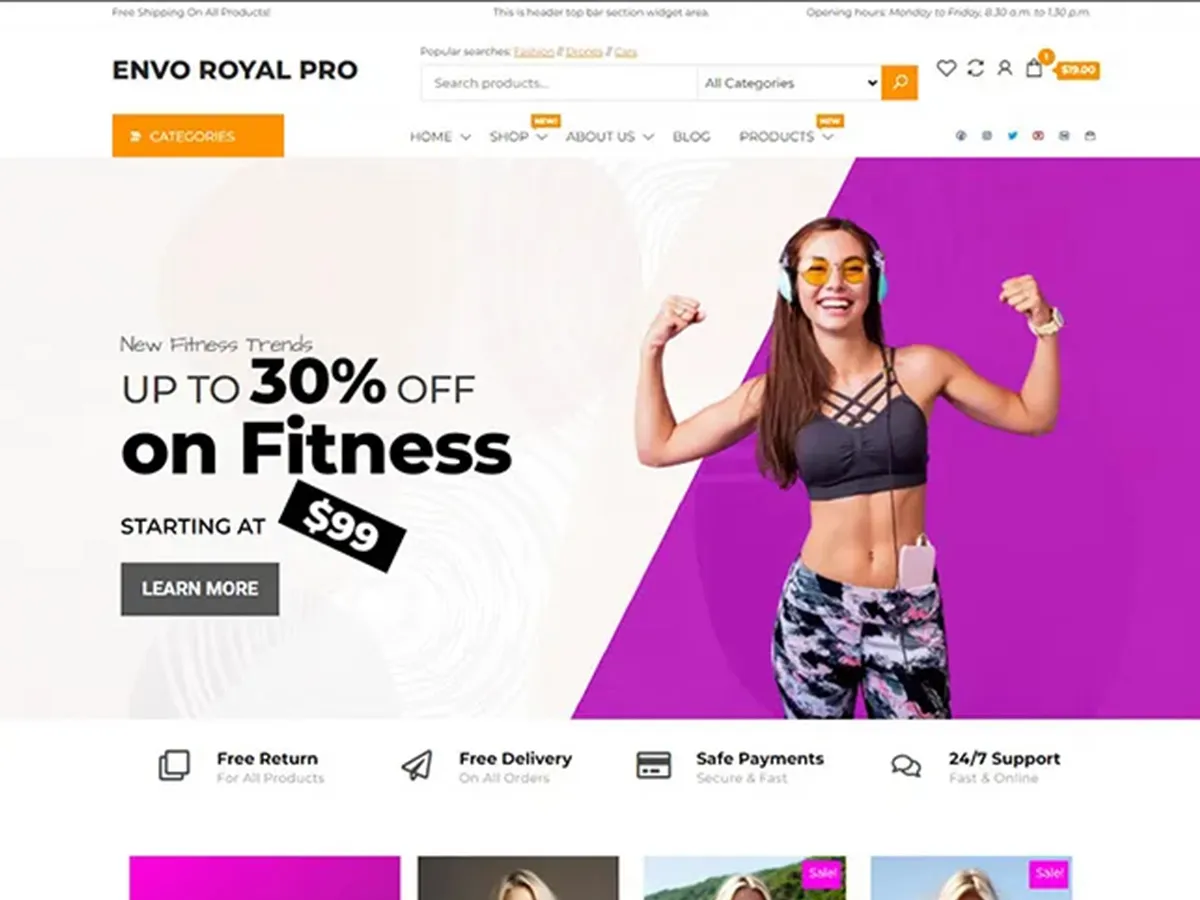 Free Shipping On All Products!
This is header top bar section widget area.
Opening hours: Monday to Friday, 8.30 a.m. to 1.30 p.m.
Popular searches: Fashion // Drones // Cars
ENVO ROYAL PRO
Search products...
All Categories
1
$19.00
CATEGORIES
HOME
SHOP
NEW!
ABOUT US
BLOG
PRODUCTS
NEW
New Fitness Trends
UP TO 30% OFF
on Fitness
STARTING AT $99
LEARN MORE
Free Return
For All Products
Free Delivery
On All Orders
Safe Payments
Secure & Fast
24/7 Support
Fast & Online
Sale!
Sale!